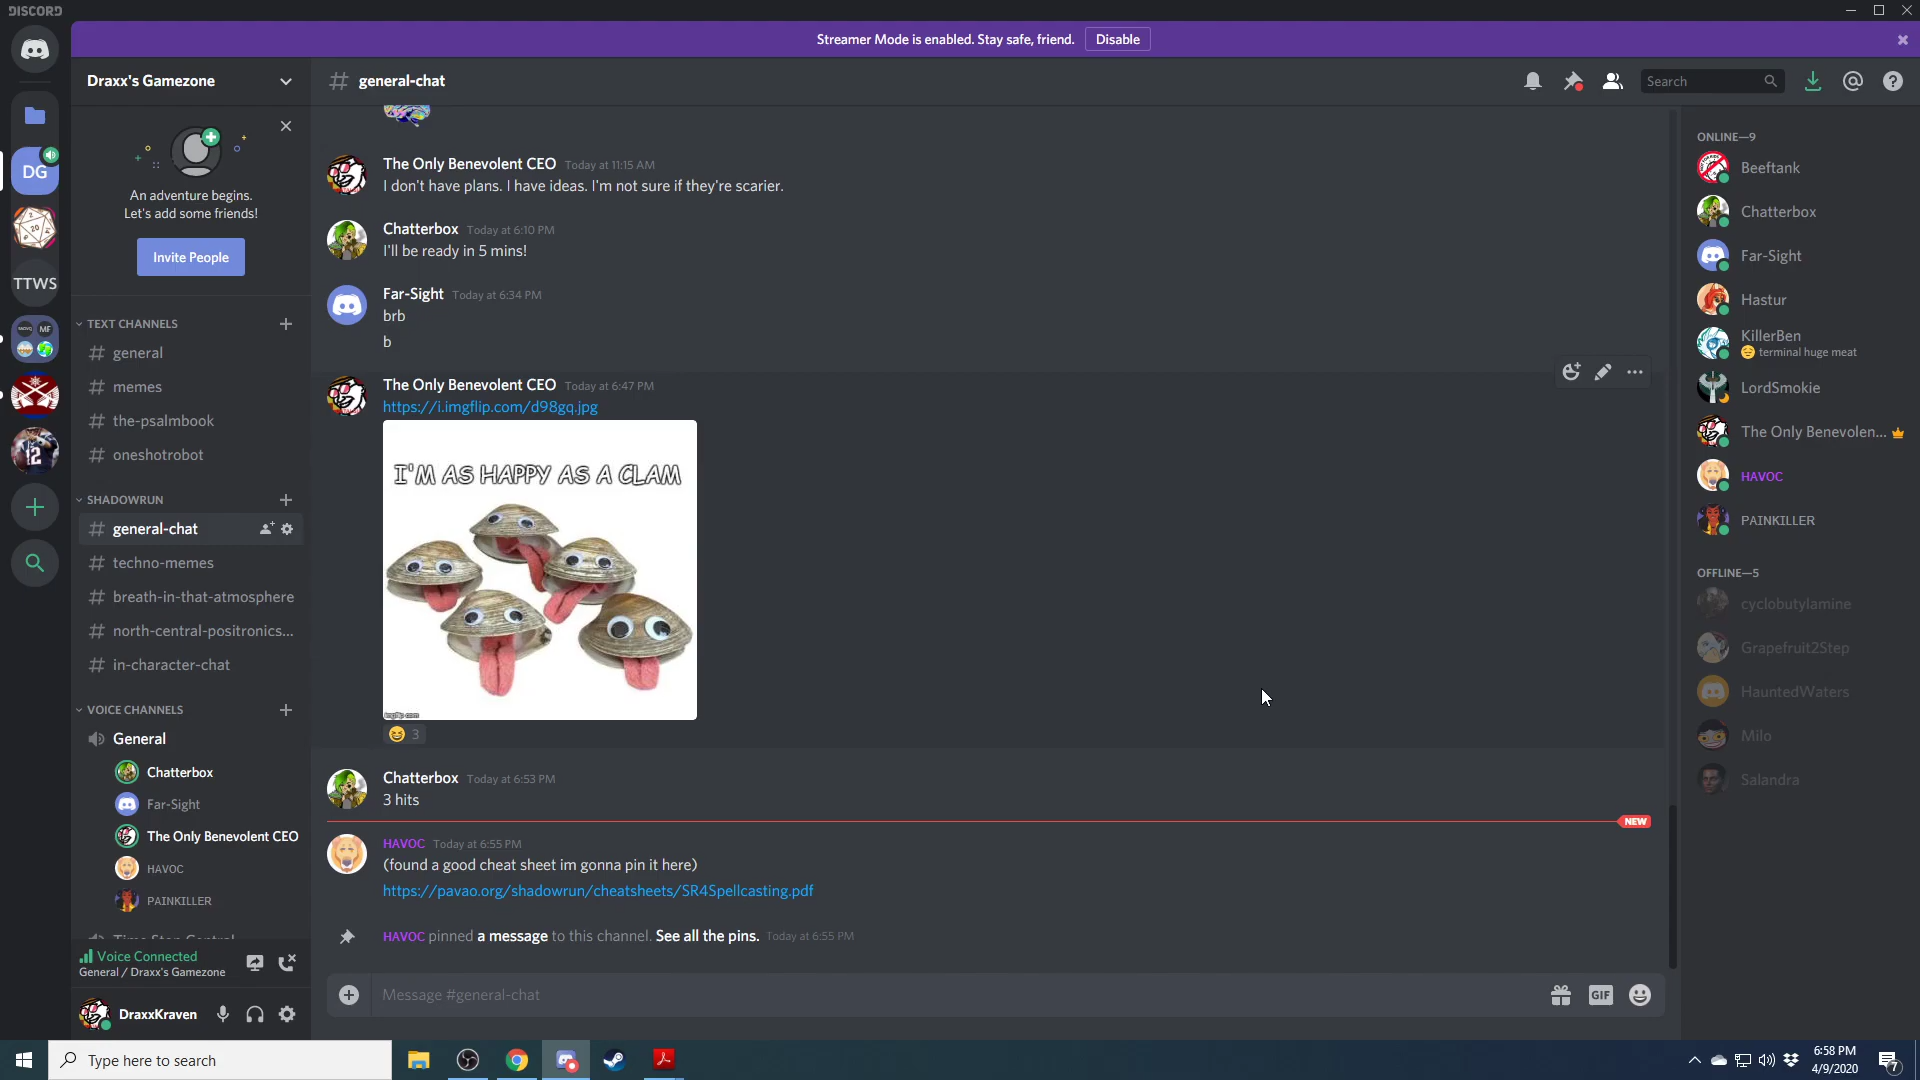 DISCORD
Streamer Mode is enabled. Stay safe, friend.
Disable
Draxx's Gamezone
general-chat
Search
DG
20
TTWS
MF
12
An adventure begins.
Let's add some friends!
Invite People
TEXT CHANNELS
general
memes
the-psalmbook
oneshotrobot
SHADOWRUN
general-chat
techno-memes
breath-in-that-atmosphere
north-central-positronics...
in-character-chat
VOICE CHANNELS
General
Chatterbox
Far-Sight
The Only Benevolent CEO
HAVOC
PAINKILLER
Voice Connected
General / Draxx's Gamezone
DraxxKraven
The Only Benevolent CEO Today at 11:15 AM
I don't have plans. I have ideas. I'm not sure if they're scarier.
Chatterbox Today at 6:10 PM
I'll be ready in 5 mins!
Far-Sight Today at 6:34 PM
brb
b
The Only Benevolent CEO Today at 6:47 PM
https://i.imgflip.com/d98gq.jpg
I'M AS HAPPY AS A CLAM
imgflip.com
3
Chatterbox Today at 6:53 PM
3 hits
NEW
HAVOC Today at 6:55 PM
(found a good cheat sheet im gonna pin it here)
https://pavao.org/shadowrun/cheatsheets/SR4Spellcasting.pdf
HAVOC pinned a message to this channel. See all the pins. Today at 6:55 PM
Message #general-chat
GIF
ONLINE—9
Beeftank
Chatterbox
Far-Sight
Hastur
KillerBen
terminal huge meat
LordSmokie
The Only Benevolen...
HAVOC
PAINKILLER
OFFLINE—5
cyclobutylamine
Grapefruit2Step
HauntedWaters
Milo
Salandra
Type here to search
6:58 PM
4/9/2020
7